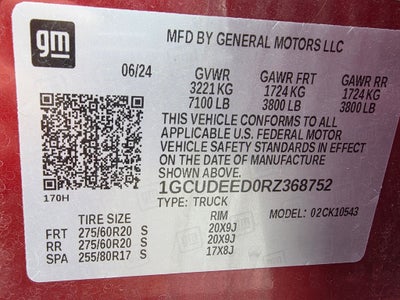 gm
MFD BY GENERAL MOTORS LLC
06/24 GVWR GAWR FRT GAWR RR
3221 KG 1724 KG 1724 KG
7100 LB 3800 LB 3800 LB
THIS VEHICLE CONFORMS TO ALL APPLICABLE
U.S. FEDERAL MOTOR
VEHICLE SAFETY STANDARDS IN EFFECT
ON THE DATE OF MANUFACTURE
SHOWN ABOVE.
170H
1GCUDEED0RZ368752
TYPE: TRUCK MODEL: 02CK10543
TIRE SIZE RIM
FRT 275/60R20 S 20X9J
RR 275/60R20 S 20X9J
SPA 255/80R17 S 17X8J